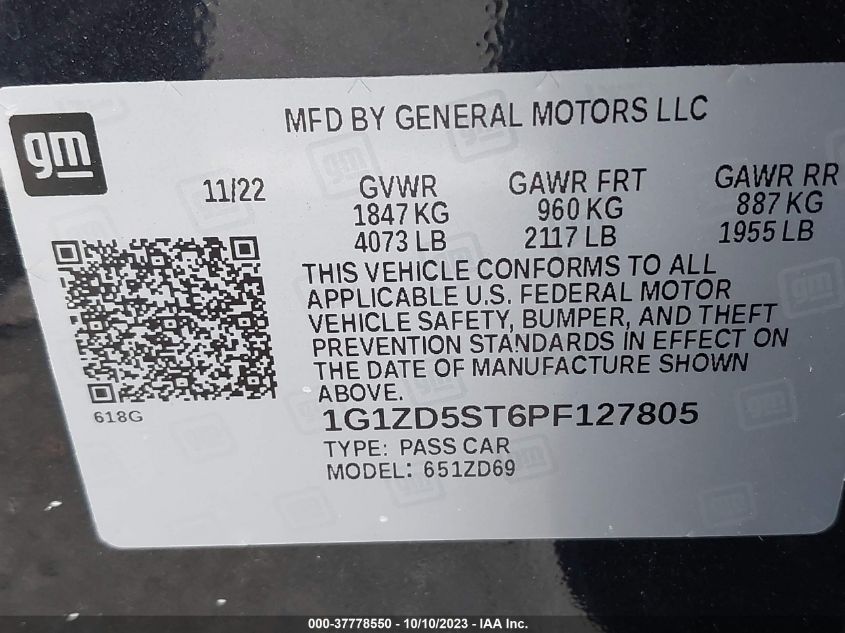 MFD BY GENERAL MOTORS LLC
gm
11/22
GVWR
1847 KG
4073 LB
GAWR FRT
960 KG
2117 LB
GAWR RR
887 KG
1955 LB
THIS VEHICLE CONFORMS TO ALL
APPLICABLE U.S. FEDERAL MOTOR
VEHICLE SAFETY, BUMPER, AND THEFT
PREVENTION STANDARDS IN EFFECT ON
THE DATE OF MANUFACTURE SHOWN
ABOVE.
618G
1G1ZD5ST6PF127805
TYPE: PASS CAR
MODEL: 651ZD69
000-37778550 - 10/10/2023 - IAA Inc.